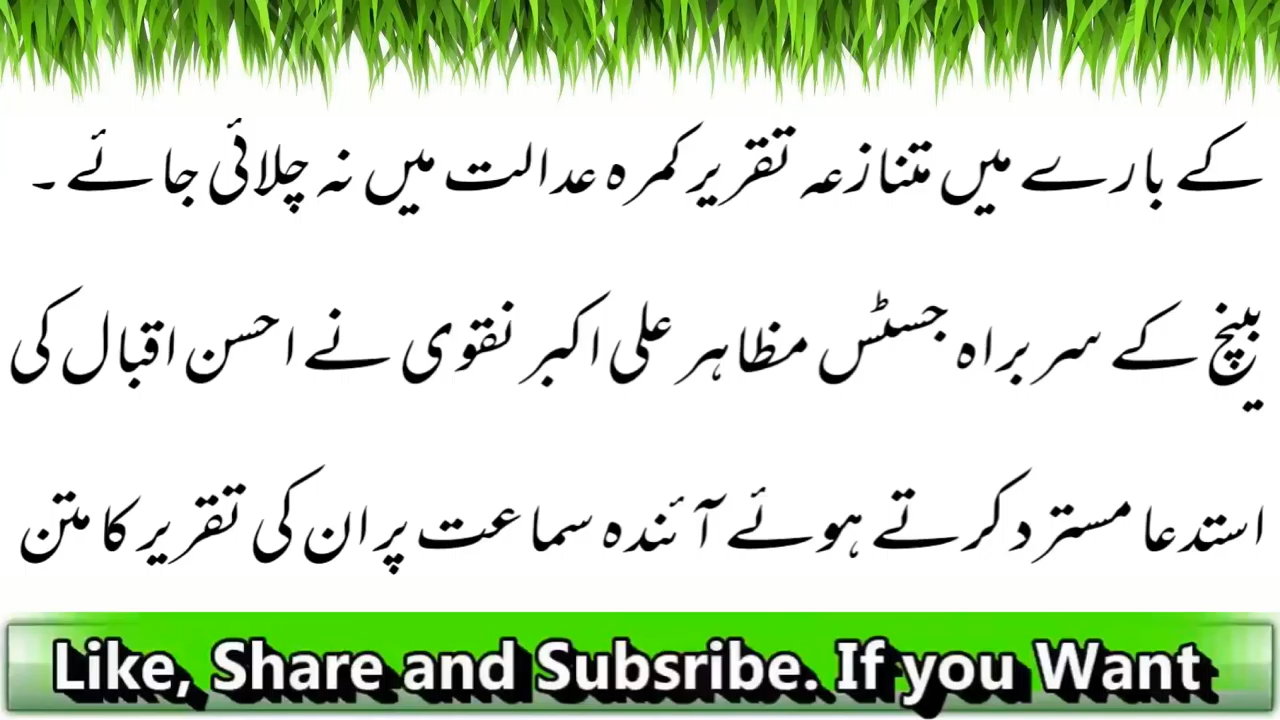 کے بارے میں متنازعہ تقریر کمرہ عدالت میں نہ چلائی جائے ۔
بینچ کے سربراہ جسٹس مظاہر علی اکبر نقوی نے احسن اقبال کی
استدعا مسترد کرتے ہوئے آئندہ سماعت پر ان کی تقریر کا متن
Like, Share and Subsribe. If you Want